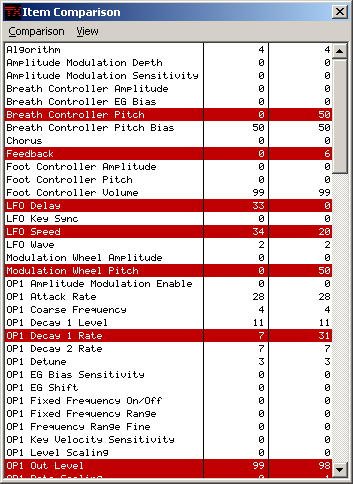 Item Comparison
Comparison View
Algorithm 4 4
Amplitude Modulation Depth 0 0
Amplitude Modulation Sensitivity 0 0
Breath Controller Amplitude 0 0
Breath Controller EG Bias 0 0
Breath Controller Pitch 0 50
Breath Controller Pitch Bias 50 50
Chorus 0 0
Feedback 0 6
Foot Controller Amplitude 0 0
Foot Controller Pitch 0 0
Foot Controller Volume 99 99
LFO Delay 33 0
LFO Key Sync 0 0
LFO Speed 34 20
LFO Wave 2 2
Modulation Wheel Amplitude 0 0
Modulation Wheel Pitch 0 50
OP1 Amplitude Modulation Enable 0 0
OP1 Attack Rate 28 28
OP1 Coarse Frequency 4 4
OP1 Decay 1 Level 11 11
OP1 Decay 1 Rate 7 31
OP1 Decay 2 Rate 7 7
OP1 Detune 3 3
OP1 EG Bias Sensitivity 0 0
OP1 EG Shift 0 0
OP1 Fixed Frequency On/Off 0 0
OP1 Fixed Frequency Range 0 0
OP1 Frequency Range Fine 0 0
OP1 Key Velocity Sensitivity 0 0
OP1 Level Scaling 0 0
OP1 Out Level 99 98